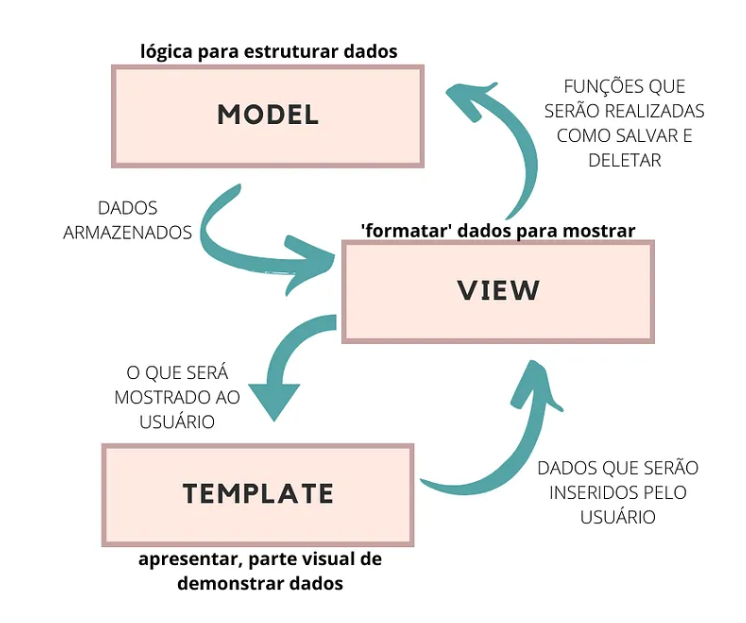 lógica para estruturar dados
MODEL
FUNÇÕES QUE
SERÃO REALIZADAS
COMO SALVAR E
DELETAR
DADOS
ARMAZENADOS
'formatar' dados para mostrar
VIEW
O QUE SERÁ
MOSTRADO AO
USUÁRIO
TEMPLATE
DADOS QUE SERÃO
INSERIDOS PELO
USUÁRIO
apresentar, parte visual de
demonstrar dados